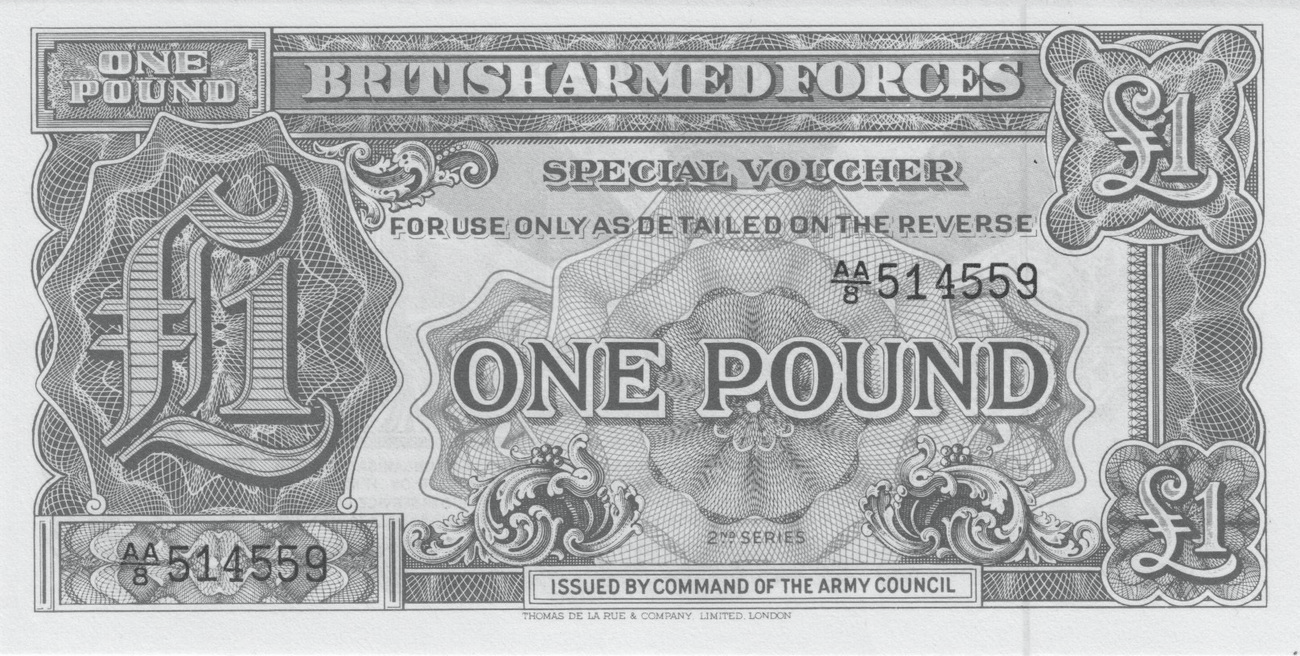 ONE
POUND
BRITISH ARMED FORCES
£1
SPECIAL VOUCHER
FOR USE ONLY AS DETAILED ON THE REVERSE
£1
AA/8 514559
ONE POUND
2ND SERIES
£1
AA/8 514559
ISSUED BY COMMAND OF THE ARMY COUNCIL
THOMAS DE LA RUE & COMPANY, LIMITED, LONDON